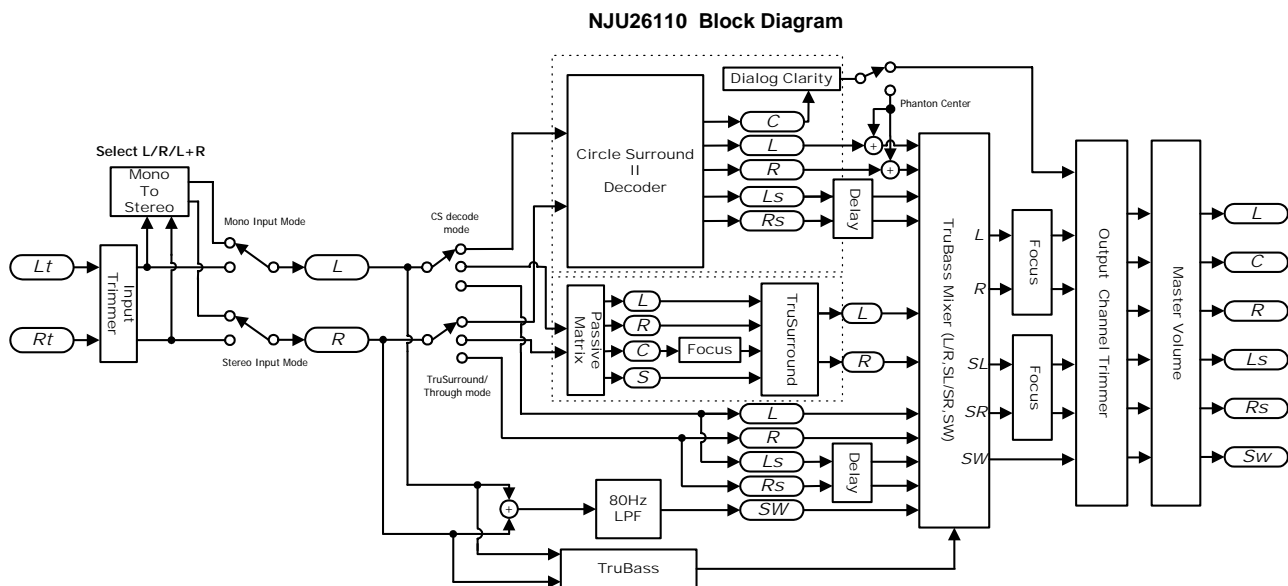 NJU26110 Block Diagram
Select L/R/L+R
Mono
To
Stereo
Mono Input Mode
Stereo Input Mode
Lt
Rt
Input
Trimmer
L
R
CS decode
mode
TruSurround/
Through mode
Circle Surround
II
Decoder
Dialog Clarity
Phanton Center
C
L
R
Ls
Rs
Delay
Passive
Matrix
L
R
C
S
Focus
TruSurround
L
R
L
R
Ls
Rs
SW
Delay
80Hz
LPF
TruBass
TruBass Mixer (L/R,SL/SR,SW)
L
R
SL
SR
SW
Focus
Focus
Output Channel Trimmer
Master Volume
L
C
R
Ls
Rs
Sw
+
+
+